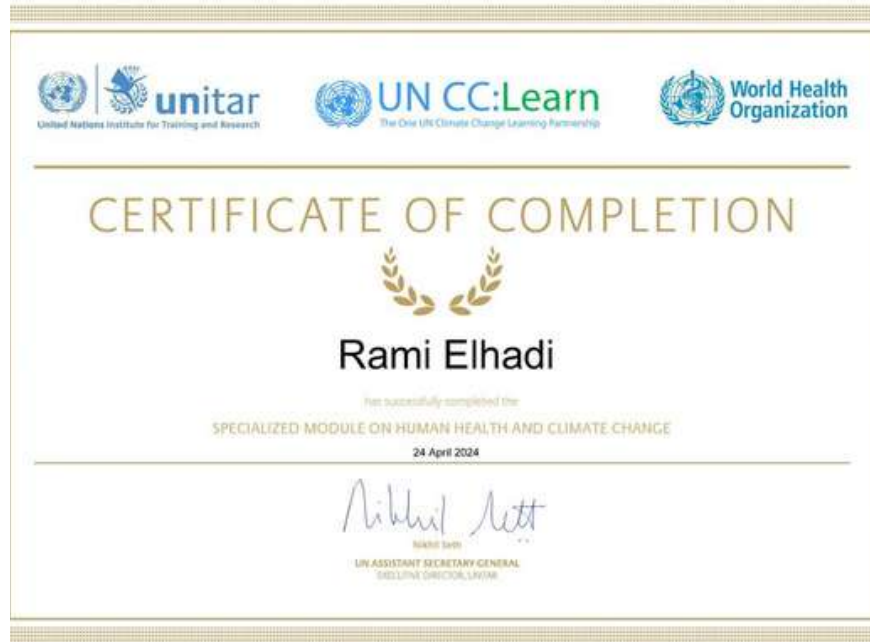 unitar
United Nations Institute for Training and Research
UN CC:Learn
The One UN Climate Change Learning Partnership
World Health
Organization
CERTIFICATE OF COMPLETION
Rami Elhadi
has successfully completed the
SPECIALIZED MODULE ON HUMAN HEALTH AND CLIMATE CHANGE
24 April 2024
Nikhil Seth
Nikhil Seth
UN ASSISTANT SECRETARY-GENERAL
EXECUTIVE DIRECTOR, UNITAR